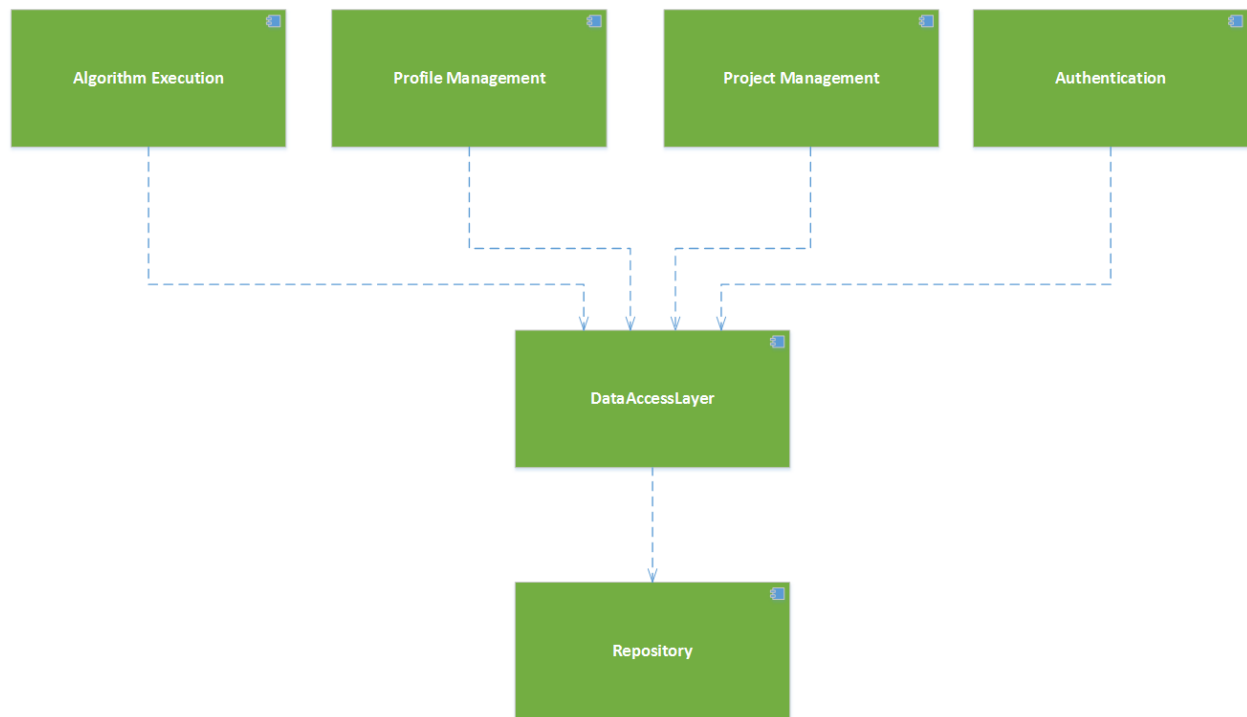 Algorithm Execution
Profile Management
Project Management
Authentication
DataAccessLayer
Repository